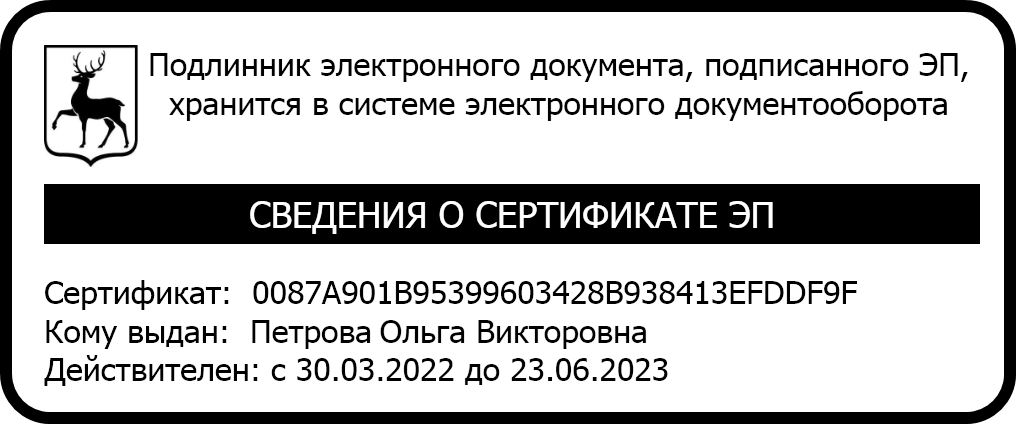 Подлинник электронного документа, подписанного ЭП,
хранится в системе электронного документооборота
СВЕДЕНИЯ О СЕРТИФИКАТЕ ЭП
Сертификат: 0087A901B95399603428B938413EFDDF9F
Кому выдан: Петрова Ольга Викторовна
Действителен: с 30.03.2022 до 23.06.2023